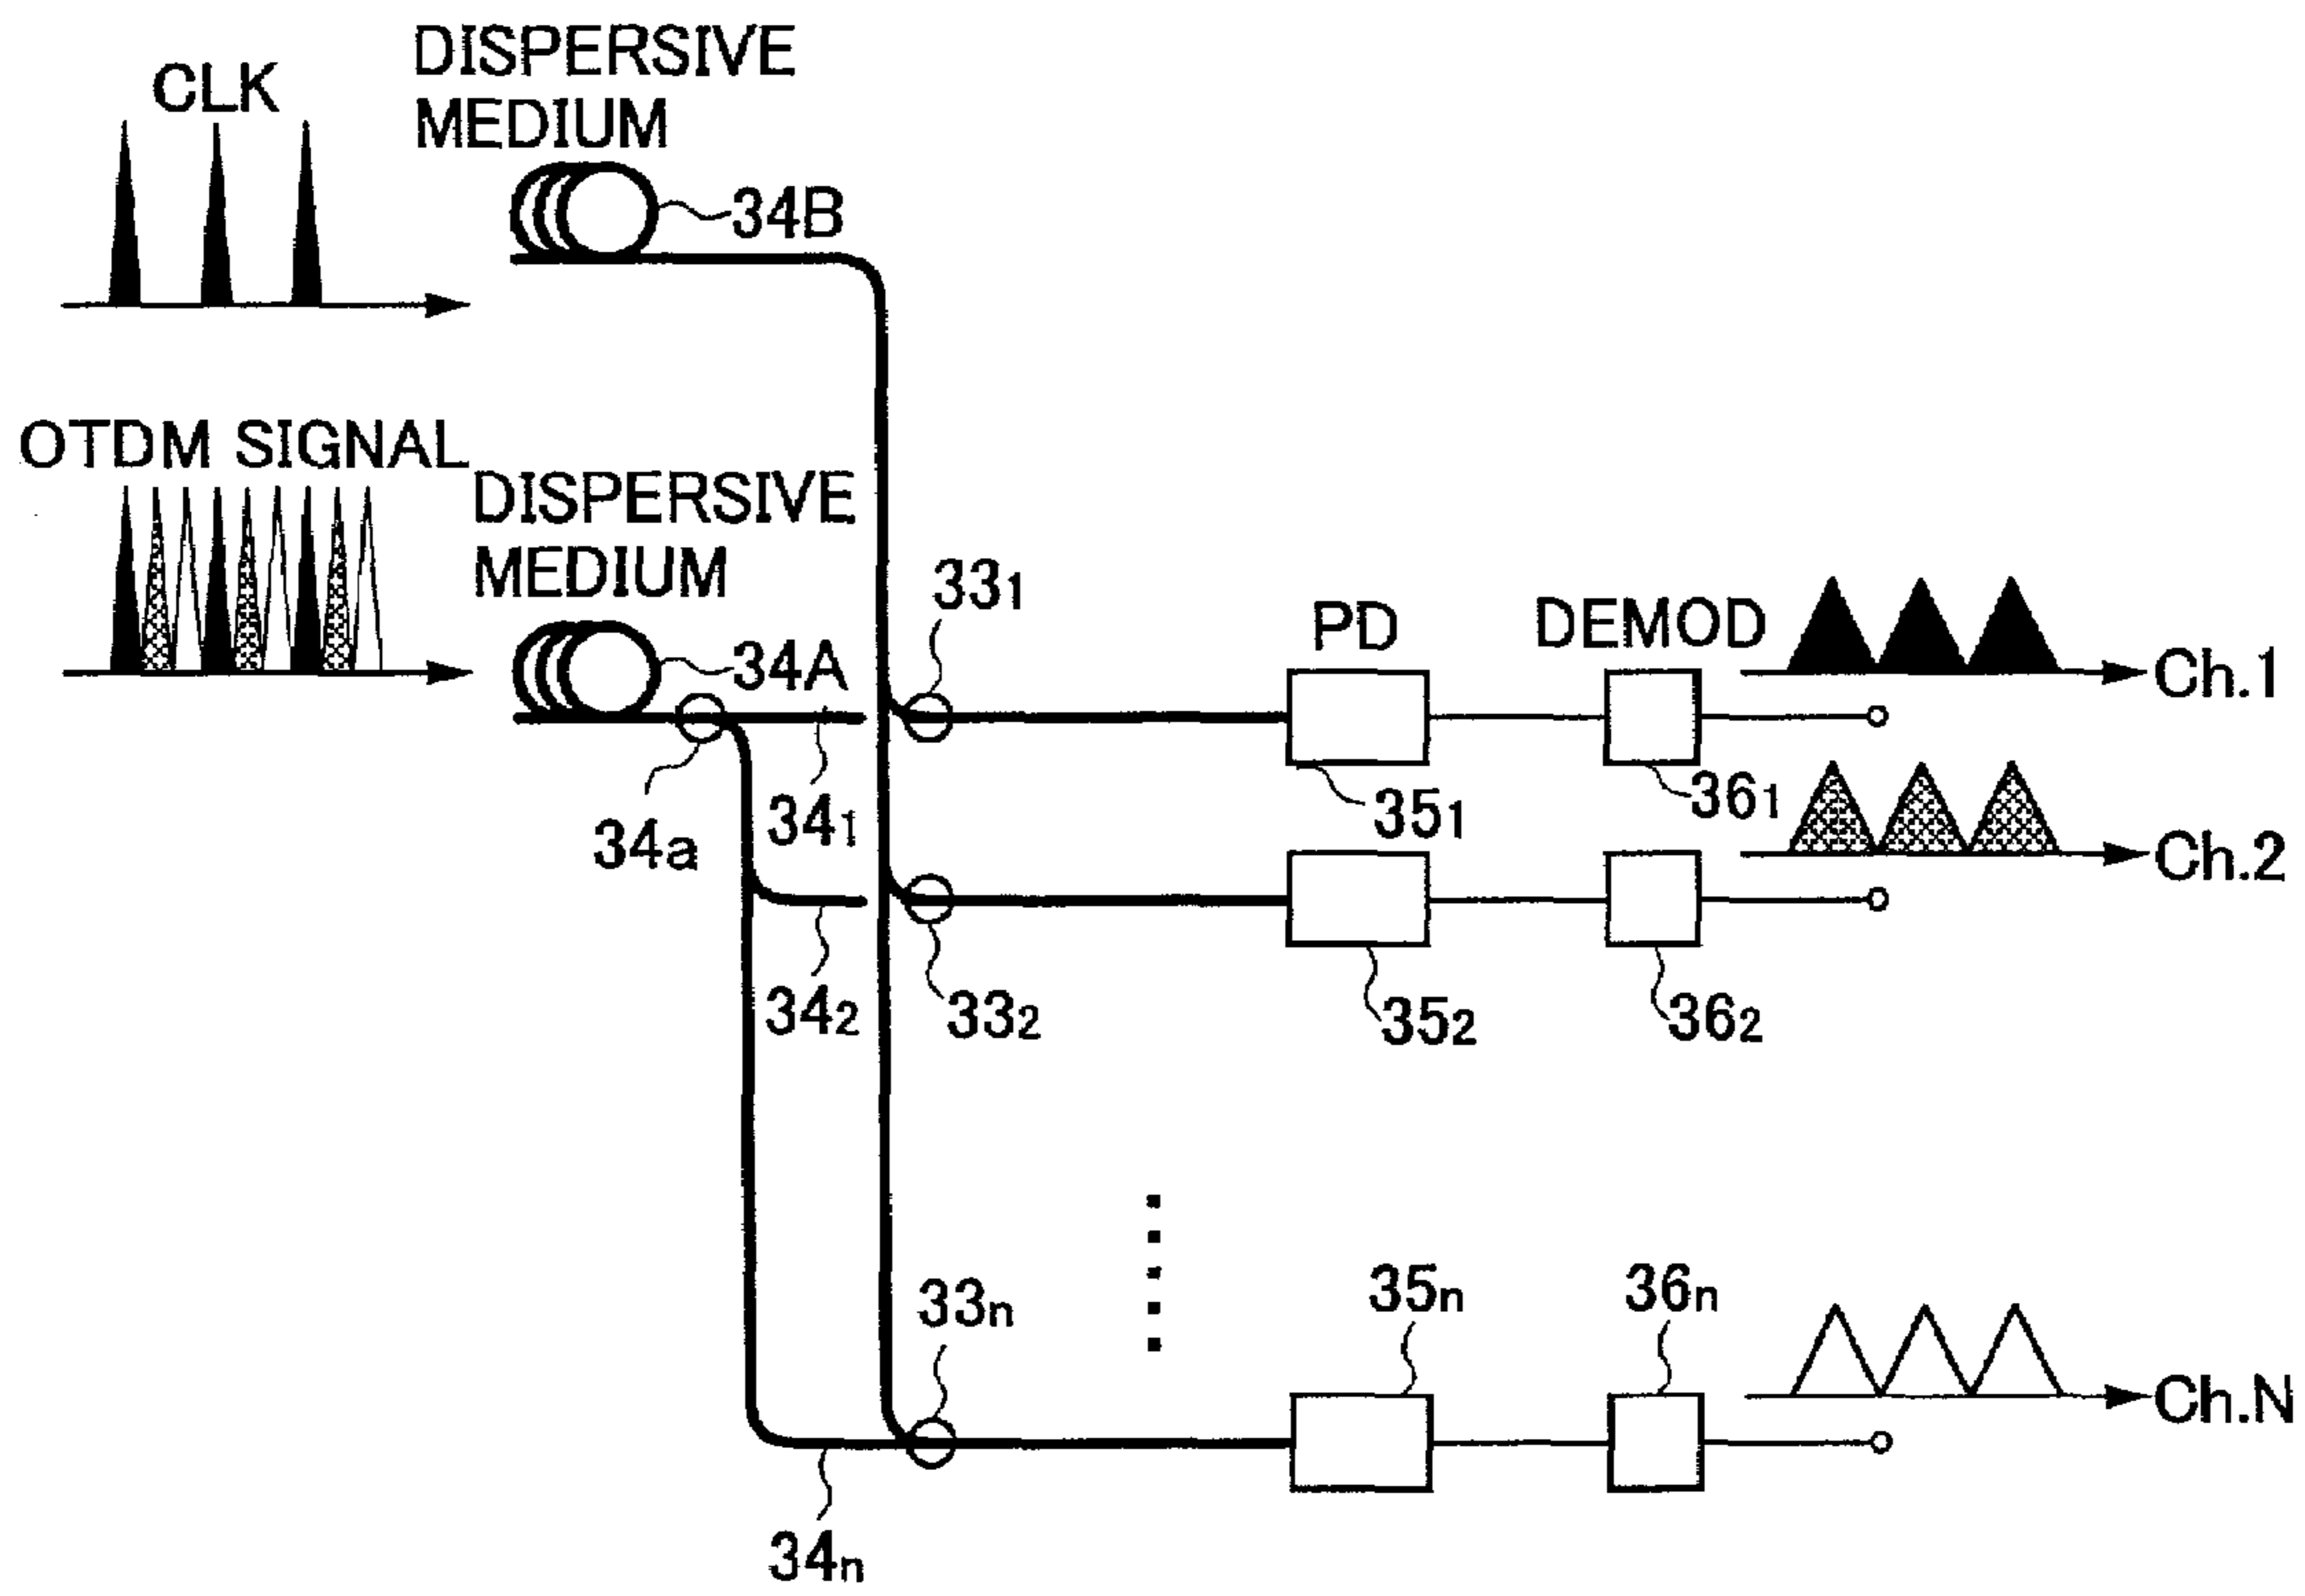 CLK
DISPERSIVE
MEDIUM
34B
OTDM SIGNAL
DISPERSIVE
MEDIUM
34A
33₁
PD
DEMOD
Ch.1
34a
34₁
35₁
36₁
Ch.2
34₂
33₂
35₂
36₂
33n
35n
36n
Ch.N
34n